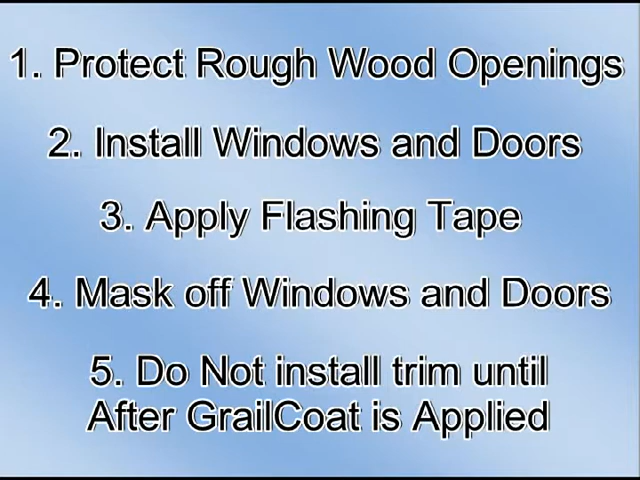 1. Protect Rough Wood Openings
2. Install Windows and Doors
3. Apply Flashing Tape
4. Mask off Windows and Doors
5. Do Not install trim until
After GrailCoat is Applied